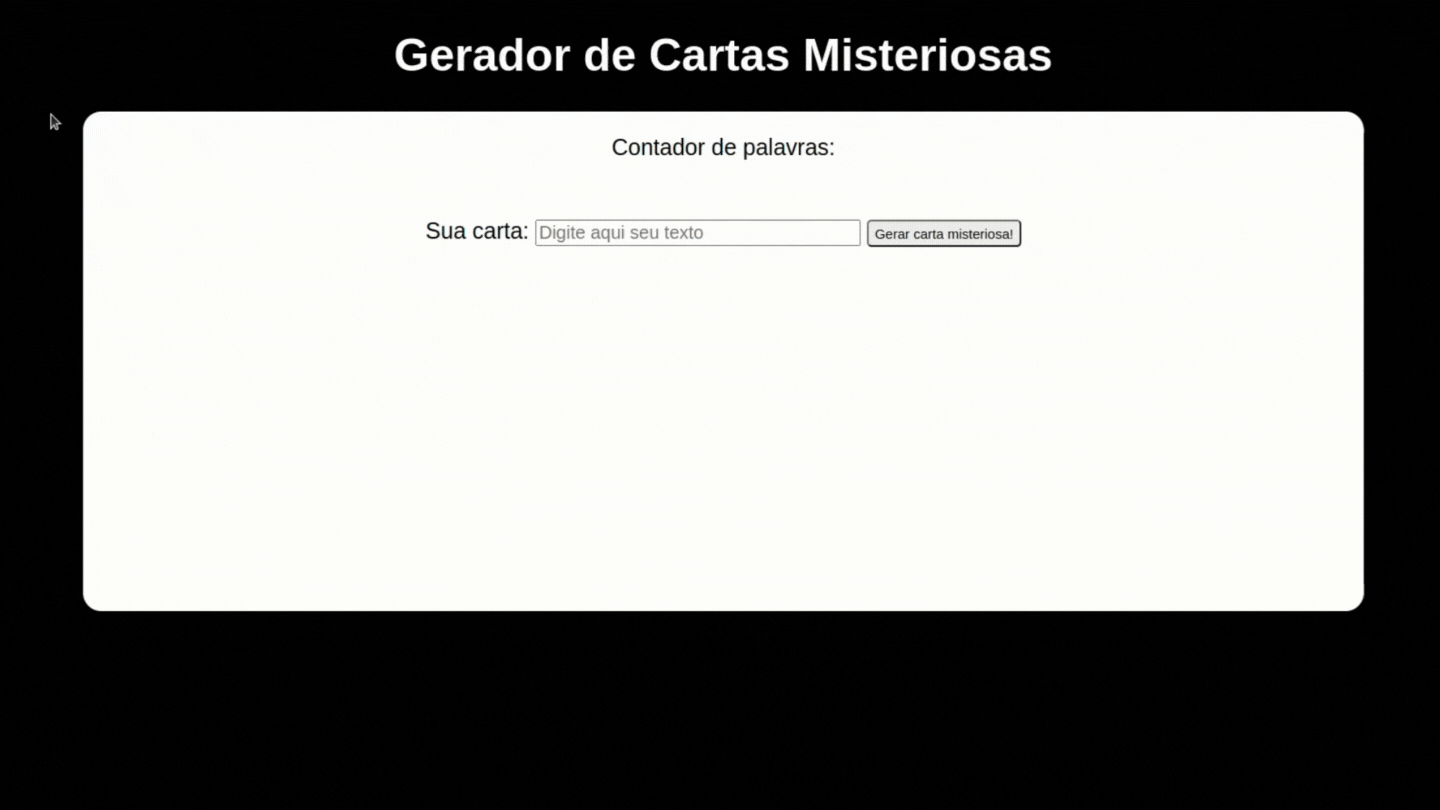 Gerador de Cartas Misteriosas
Contador de palavras:
Sua carta: Digite aqui seu texto Gerar carta misteriosa!